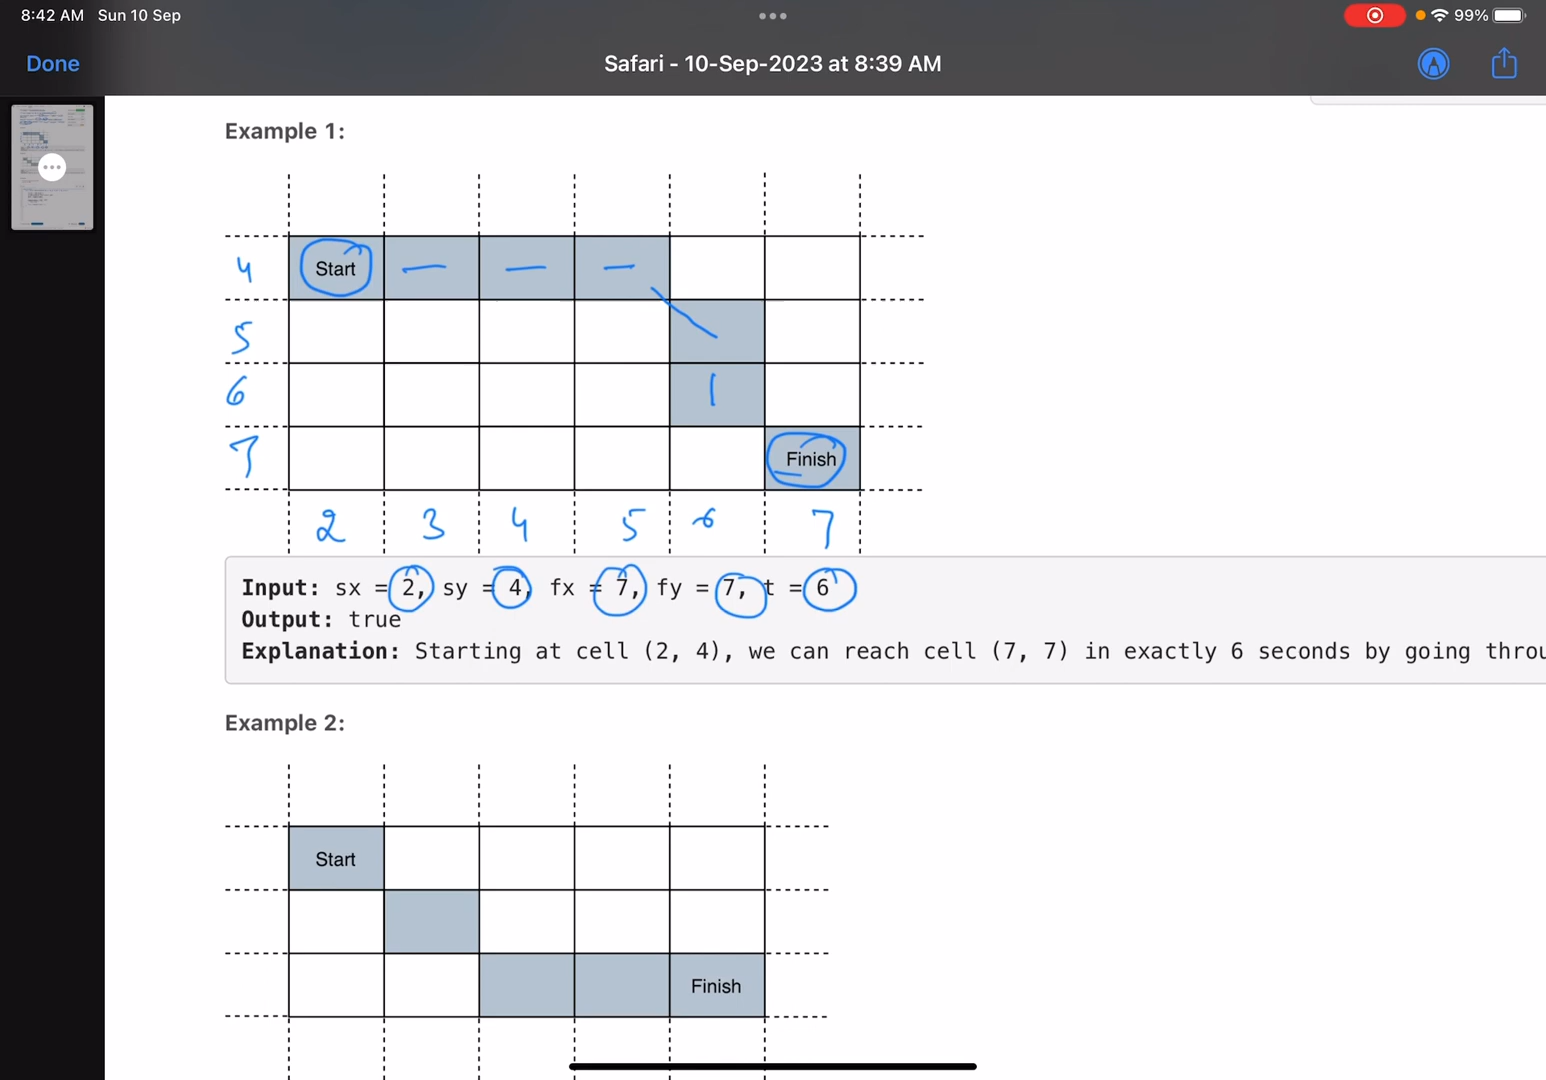 8:42 AM Sun 10 Sep
99%
Done
Safari - 10-Sep-2023 at 8:39 AM
Example 1:
4 Start
5
6
7 Finish
2 3 4 5 6 7
Input: sx = 2, sy = 4, fx = 7, fy = 7, t = 6
Output: true
Explanation: Starting at cell (2, 4), we can reach cell (7, 7) in exactly 6 seconds by going throu
Example 2:
Start
Finish